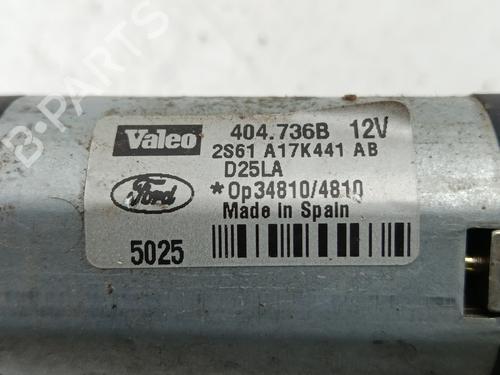 Valeo 404.736B 12V
2S61 A17K441 AB
D25LA
Ford *Op34810/4810
Made in Spain
5025
B-PARTS